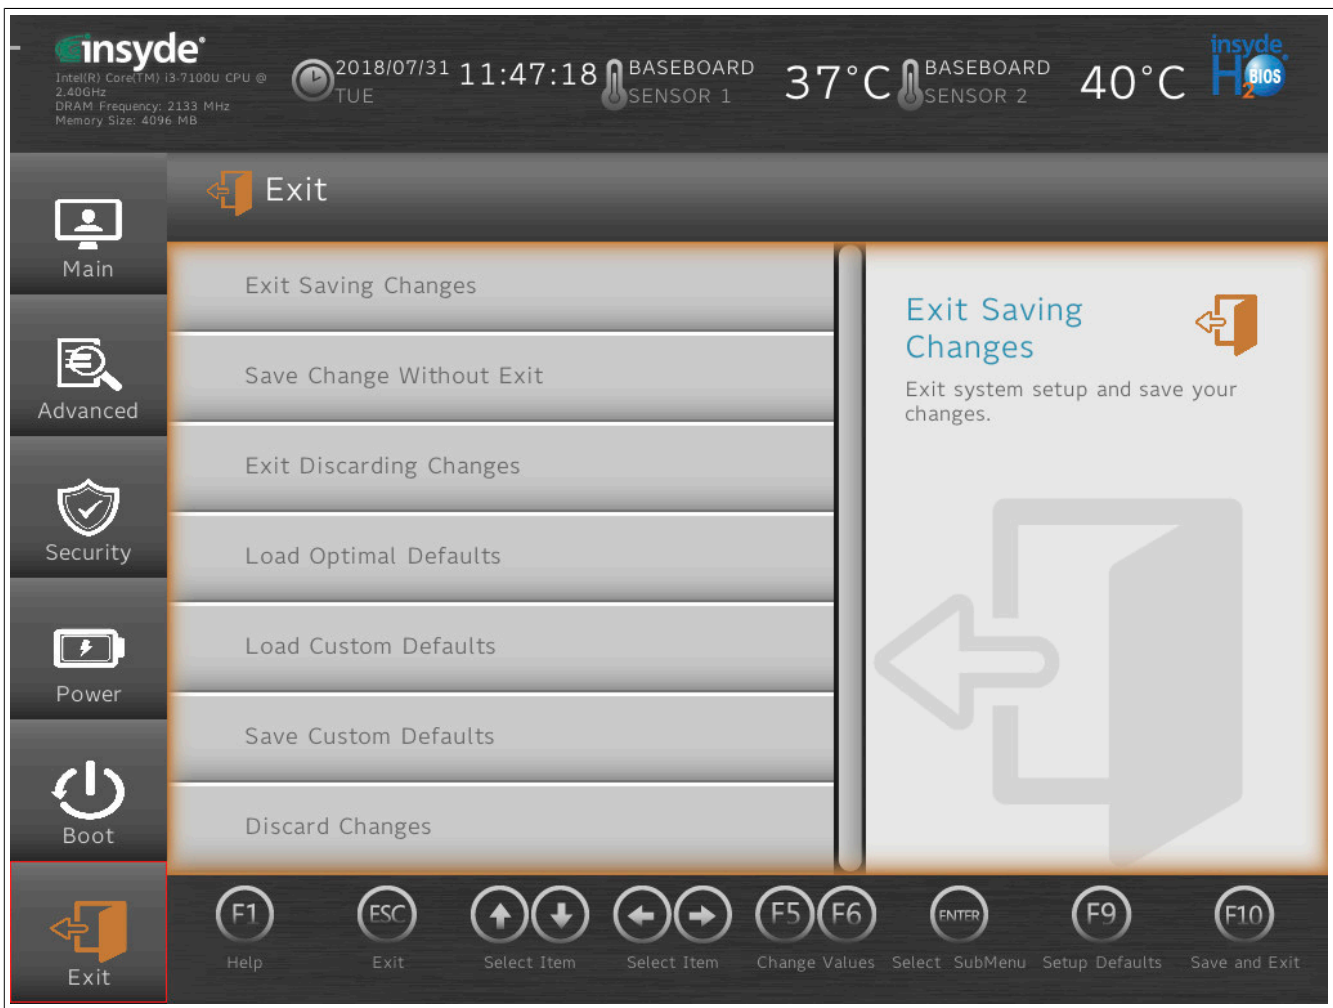 insyde
Intel(R) Core(TM) i3-7100U CPU @
2.40GHz
DRAM Frequency: 2133 MHz
Memory Size: 4096 MB
2018/07/31
TUE
11:47:18
BASEBOARD
SENSOR 1
37°C
BASEBOARD
SENSOR 2
40°C
insyde
H2BIOS
Exit
Main
Advanced
Security
Power
Boot
Exit
Exit Saving Changes
Save Change Without Exit
Exit Discarding Changes
Load Optimal Defaults
Load Custom Defaults
Save Custom Defaults
Discard Changes
Exit Saving
Changes
Exit system setup and save your
changes.
F1 ESC F5 F6 ENTER F9 F10
Help Exit Select Item Select Item Change Values Select SubMenu Setup Defaults Save and Exit